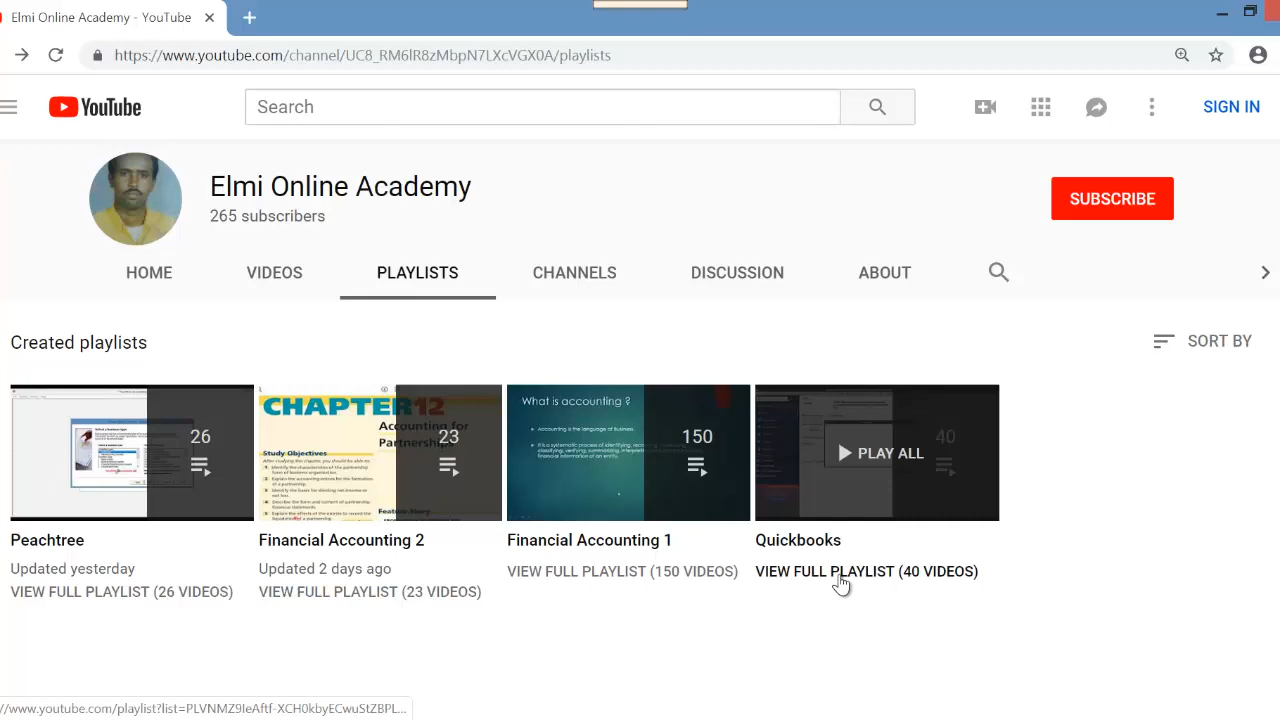 Elmi Online Academy - YouTube
https://www.youtube.com/channel/UC8_RM6lR8zMbpN7LXcVGX0A/playlists
YouTube
Search
SIGN IN
Elmi Online Academy
265 subscribers
SUBSCRIBE
HOME VIDEOS PLAYLISTS CHANNELS DISCUSSION ABOUT
Created playlists
SORT BY
26
CHAPTER 12
Accounting for
Partnerships
Study Objectives
23
What is accounting ?
Accounting is the language of business.
150
PLAY ALL
40
Peachtree
Updated yesterday
VIEW FULL PLAYLIST (26 VIDEOS)
Financial Accounting 2
Updated 2 days ago
VIEW FULL PLAYLIST (23 VIDEOS)
Financial Accounting 1
VIEW FULL PLAYLIST (150 VIDEOS)
Quickbooks
VIEW FULL PLAYLIST (40 VIDEOS)
//www.youtube.com/playlist?list=PLVNMZ9IeAftf-XCH0kbyECwuStZBPL...